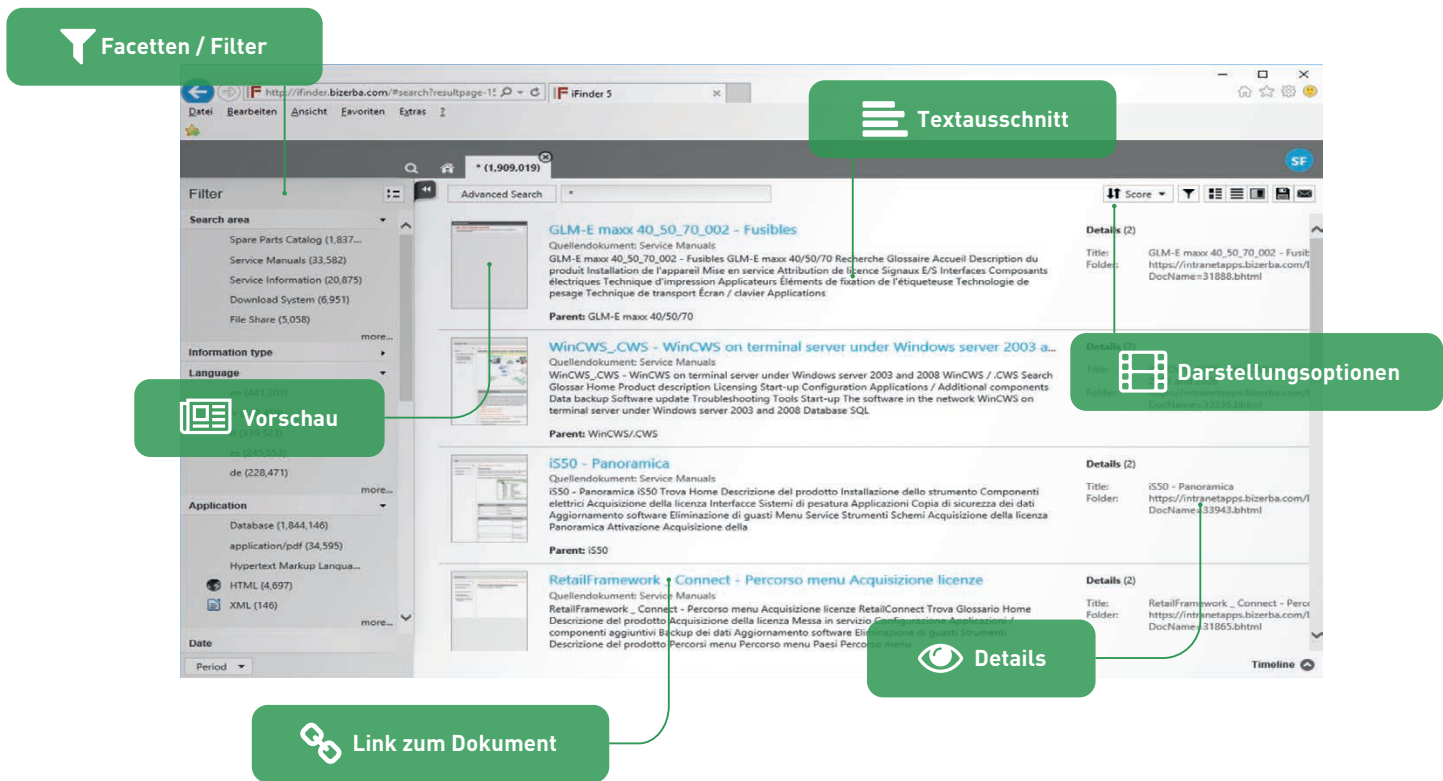 Facetten / Filter
http://ifinder.bizerba.com/#search?resultpage-15
iFinder 5
Datei Bearbeiten Ansicht Favoriten Extras ?
Textausschnitt
* (1,909,019)
SF
Filter
Advanced Search
*
Score
Search area
Spare Parts Catalog (1,837...
Service Manuals (33,582)
Service Information (20,875)
Download System (6,951)
File Share (5,058)
more...
Information type
Language
en (441,203)
es (245,553)
de (228,471)
more...
Application
Database (1,844,146)
application/pdf (34,595)
Hypertext Markup Langua...
HTML (4,697)
XML (146)
more...
Date
Period
Vorschau
GLM-E maxx 40_50_70_002 - Fusibles
Quellendokument: Service Manuals
GLM-E maxx 40_50_70_002 - Fusibles GLM-E maxx 40/50/70 Recherche Glossaire Accueil Description du
produit Installation de l'appareil Mise en service Attribution de licence Signaux E/S Interfaces Composants
électriques Technique d'impression Applicateurs Éléments de fixation de l'étiqueteuse Technologie de
pesage Technique de transport Écran / clavier Applications
Parent: GLM-E maxx 40/50/70
Details (2)
Title: GLM-E maxx 40_50_70_002 - Fusib
Folder: https://intranetapps.bizerba.com/I
DocName=31888.bhtml
WinCWS_.CWS - WinCWS on terminal server under Windows server 2003 a...
Quellendokument: Service Manuals
WinCWS_.CWS - WinCWS on terminal server under Windows server 2003 and 2008 WinCWS / .CWS Search
Glossar Home Product description Licensing Start-up Configuration Applications / Additional components
Data backup Software update Troubleshooting Tools Start-up The software in the network WinCWS on
terminal server under Windows server 2003 and 2008 Database SQL
Parent: WinCWS/.CWS
Details (2)
Darstellungsoptionen
DocName=33236.bhtml
iS50 - Panoramica
Quellendokument: Service Manuals
iS50 - Panoramica iS50 Trova Home Descrizione del prodotto Installazione dello strumento Componenti
elettrici Acquisizione della licenza Interfacce Sistemi di pesatura Applicazioni Copia di sicurezza dei dati
Aggiornamento software Eliminazione di guasti Menu Service Strumenti Schemi Acquisizione della licenza
Panoramica Attivazione Acquisizione della
Parent: iS50
Details (2)
Title: iS50 - Panoramica
Folder: https://intranetapps.bizerba.com/I
DocName=33943.bhtml
RetailFramework _ Connect - Percorso menu Acquisizione licenze
Quellendokument: Service Manuals
RetailFramework _ Connect - Percorso menu Acquisizione licenze RetailConnect Trova Glossario Home
Descrizione del prodotto Acquisizione della licenza Messa in servizio Configurazione Applicazioni /
componenti aggiuntivi Backup dei dati Aggiornamento software Eliminazione di guasti Strumenti
Descrizione del prodotto Percorsi menu Percorso menu Paesi Percorso menu
Details (2)
Title: RetailFramework _ Connect - Perco
Folder: https://intranetapps.bizerba.com/I
DocName=31865.bhtml
Details
Timeline
Link zum Dokument